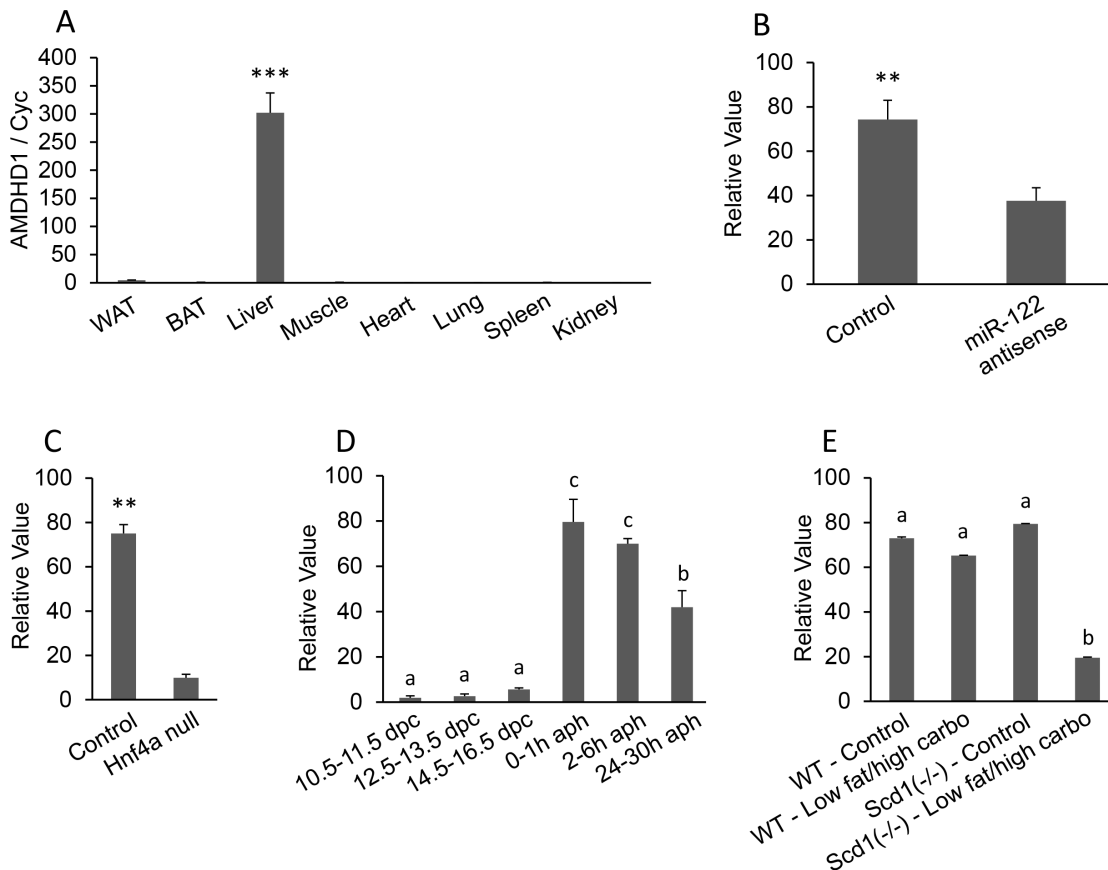 A
AMDHD1 / Cyc
400
350
300
250
200
150
100
50
0
***
WAT
BAT
Liver
Muscle
Heart
Lung
Spleen
Kidney
B
Relative Value
100
80
60
40
20
0
**
Control
miR-122
antisense
C
Relative Value
100
80
60
40
20
0
**
Control
Hnf4a null
D
Relative Value
100
80
60
40
20
0
a
a
a
c
c
b
10.5-11.5 dpc
12.5-13.5 dpc
14.5-16.5 dpc
0-1h aph
2-6h aph
24-30h aph
E
Relative Value
100
80
60
40
20
0
a
a
a
b
WT - Control
WT - Low fat/high carbo
Scd1(-/-) - Control
Scd1(-/-) - Low fat/high carbo